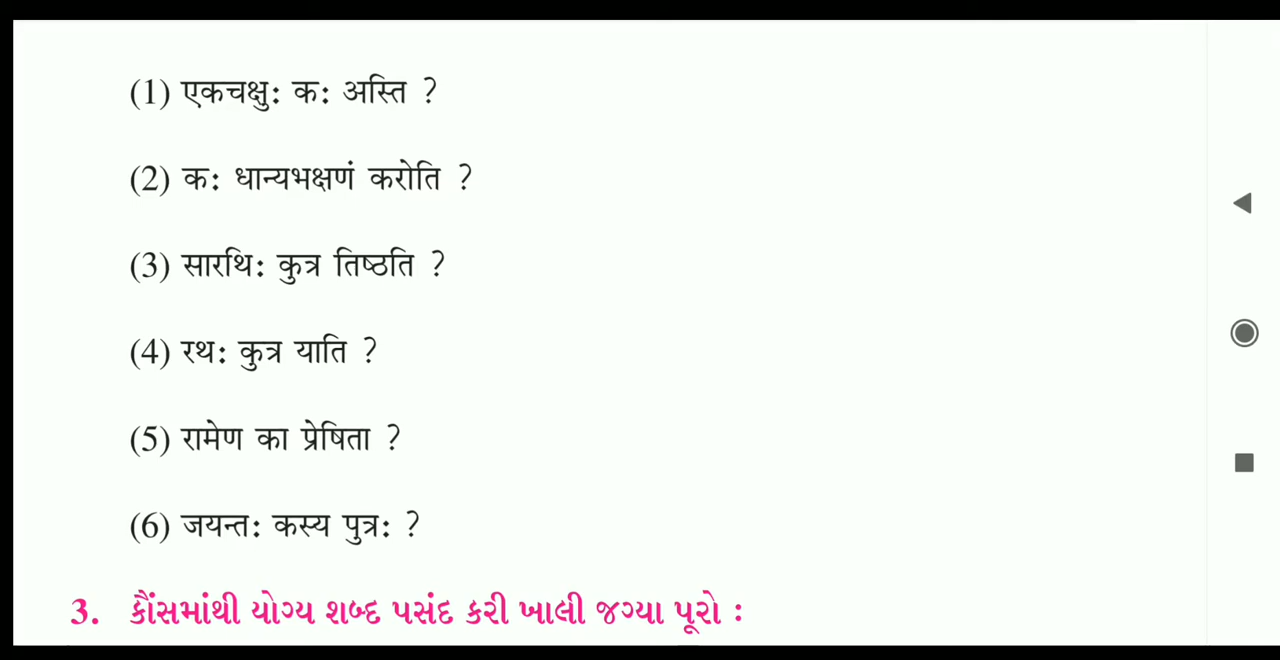 (1) एकचक्षुः कः अस्ति ?
(2) कः धान्यभक्षणं करोति ?
(3) सारथिः कुत्र तिष्ठति ?
(4) रथः कुत्र याति ?
(5) रामेण का प्रेषिता ?
(6) जयन्तः कस्य पुत्रः ?
3. કૌંસમાંથી યોગ્ય શબ્દ પસંદ કરી ખાલી જગ્યા પૂરો :